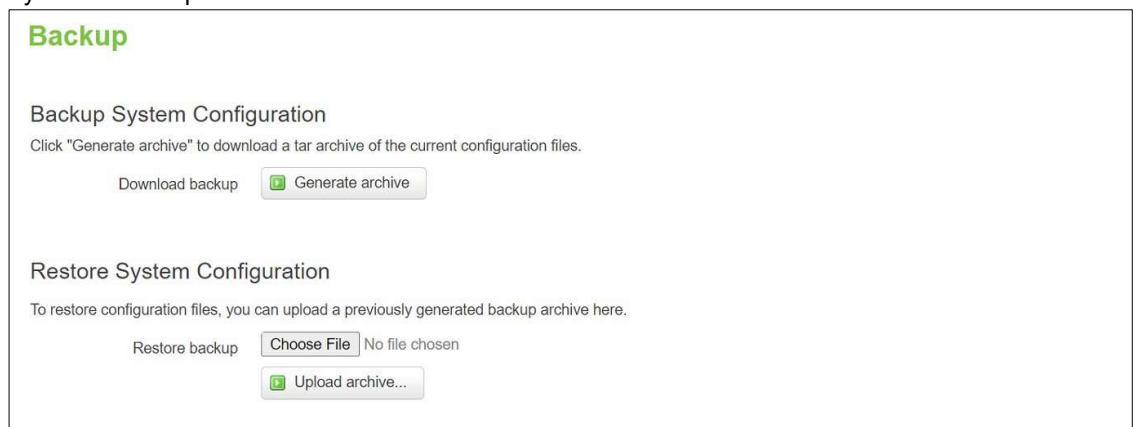 Backup
Backup System Configuration
Click "Generate archive" to download a tar archive of the current configuration files.
Download backup Generate archive
Restore System Configuration
To restore configuration files, you can upload a previously generated backup archive here.
Restore backup Choose File No file chosen
Upload archive...